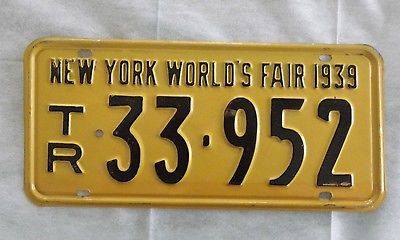 NEW YORK WORLD'S FAIR 1939
TR 33·952